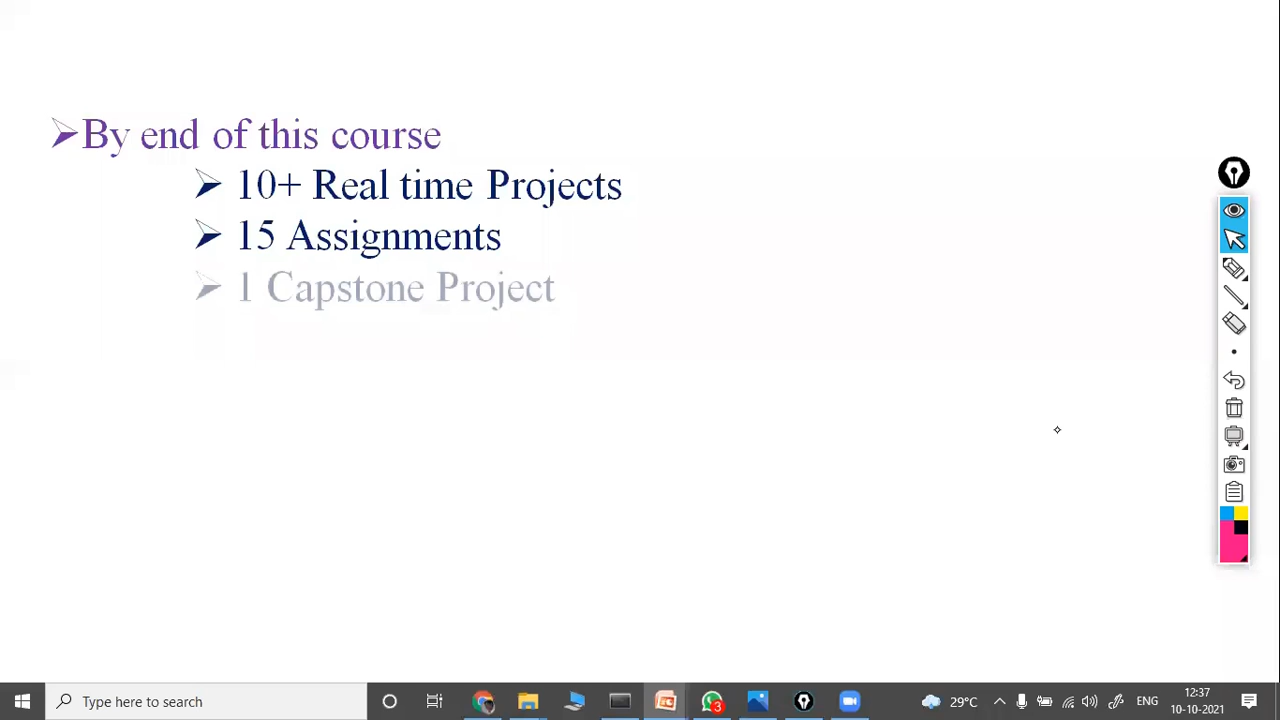 By end of this course
10+ Real time Projects
15 Assignments
1 Capstone Project
Type here to search
3
29°C
ENG
12:37
10-10-2021